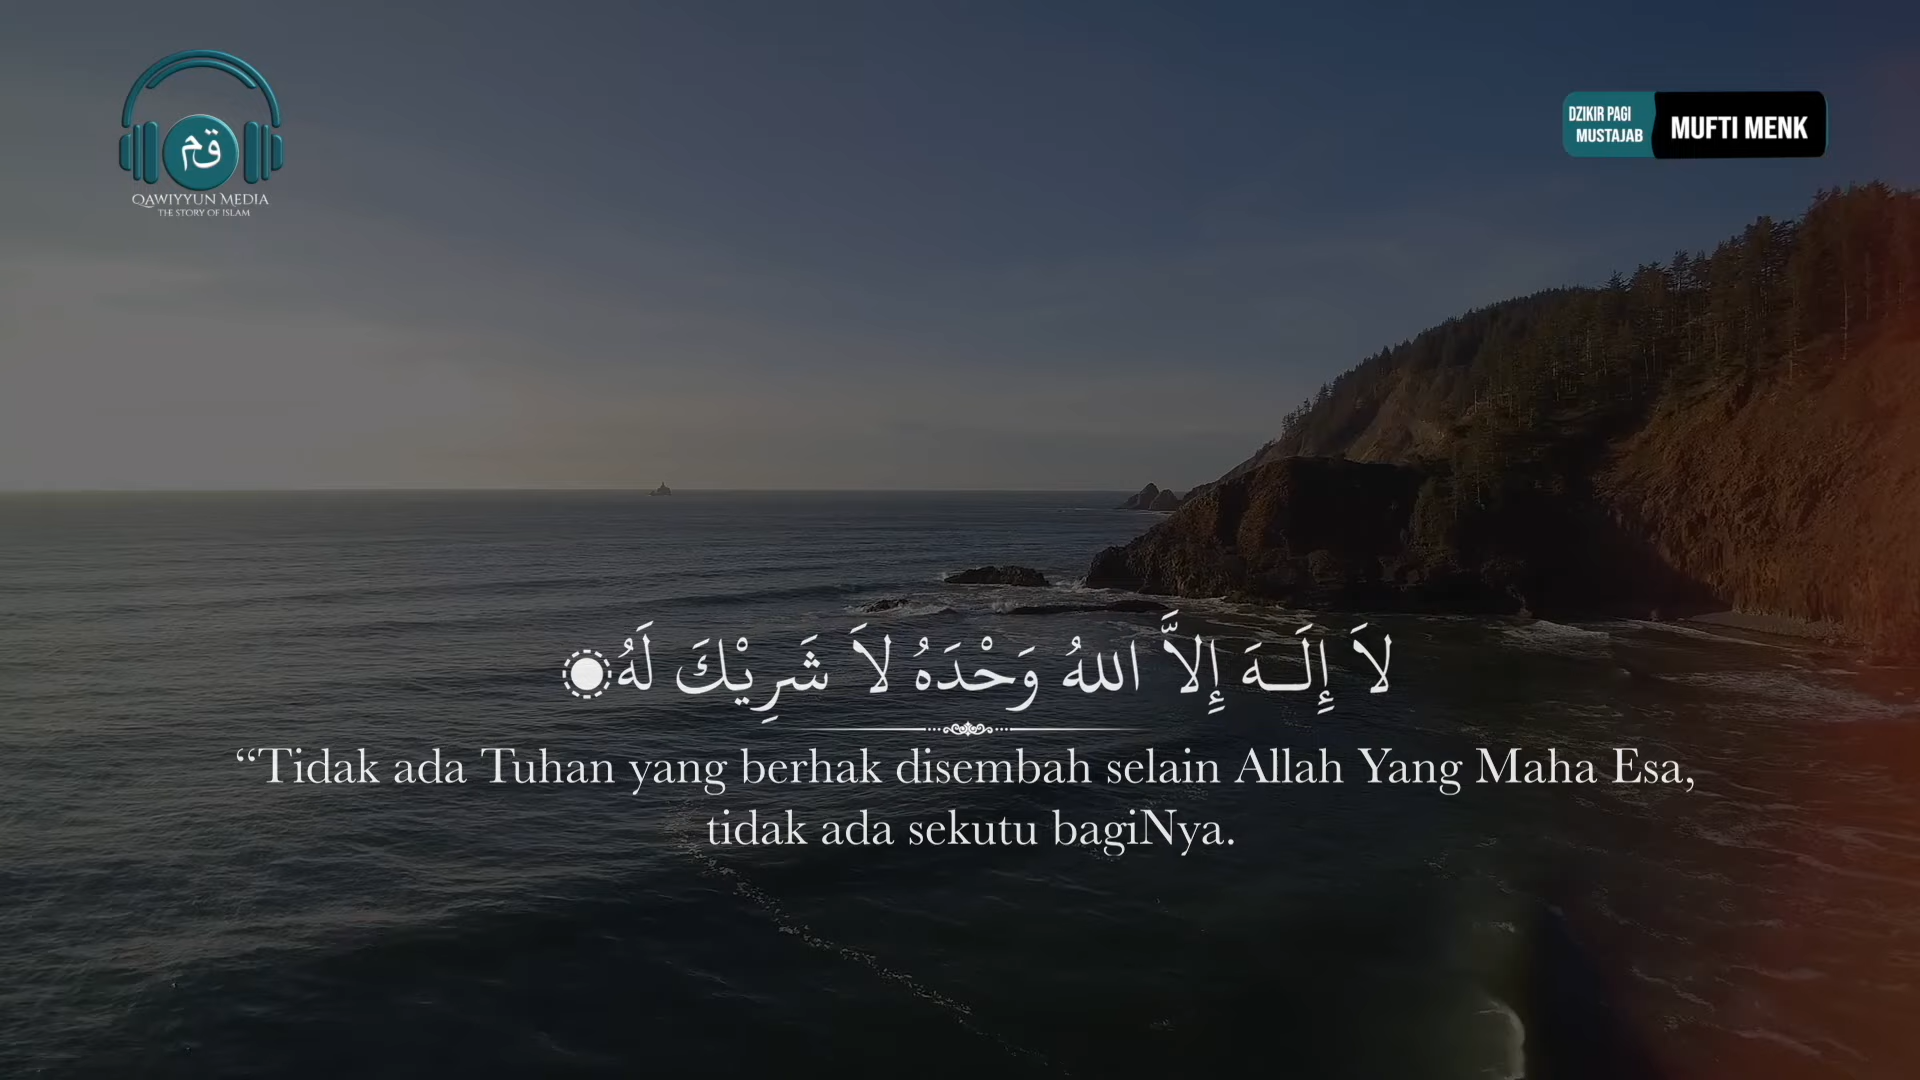 قم
QAWIYYUN MEDIA
THE STORY OF ISLAM
DZIKIR PAGI
MUSTAJAB
MUFTI MENK
لاَ إِلَـهَ إِلاَّ اللهُ وَحْدَهُ لاَ شَرِيْكَ لَهُ
“Tidak ada Tuhan yang berhak disembah selain Allah Yang Maha Esa,
tidak ada sekutu bagiNya.